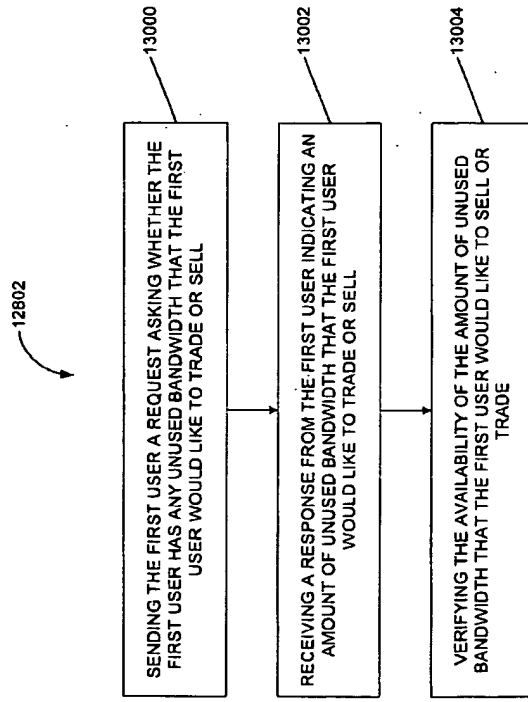 12802
SENDING THE FIRST USER A REQUEST ASKING WHETHER THE
FIRST USER HAS ANY UNUSED BANDWIDTH THAT THE FIRST
USER WOULD LIKE TO TRADE OR SELL
13000
RECEIVING A RESPONSE FROM THE FIRST USER INDICATING AN
AMOUNT OF UNUSED BANDWIDTH THAT THE FIRST USER
WOULD LIKE TO TRADE OR SELL
13002
VERIFYING THE AVAILABILITY OF THE AMOUNT OF UNUSED
BANDWIDTH THAT THE FIRST USER WOULD LIKE TO SELL OR
TRADE
13004